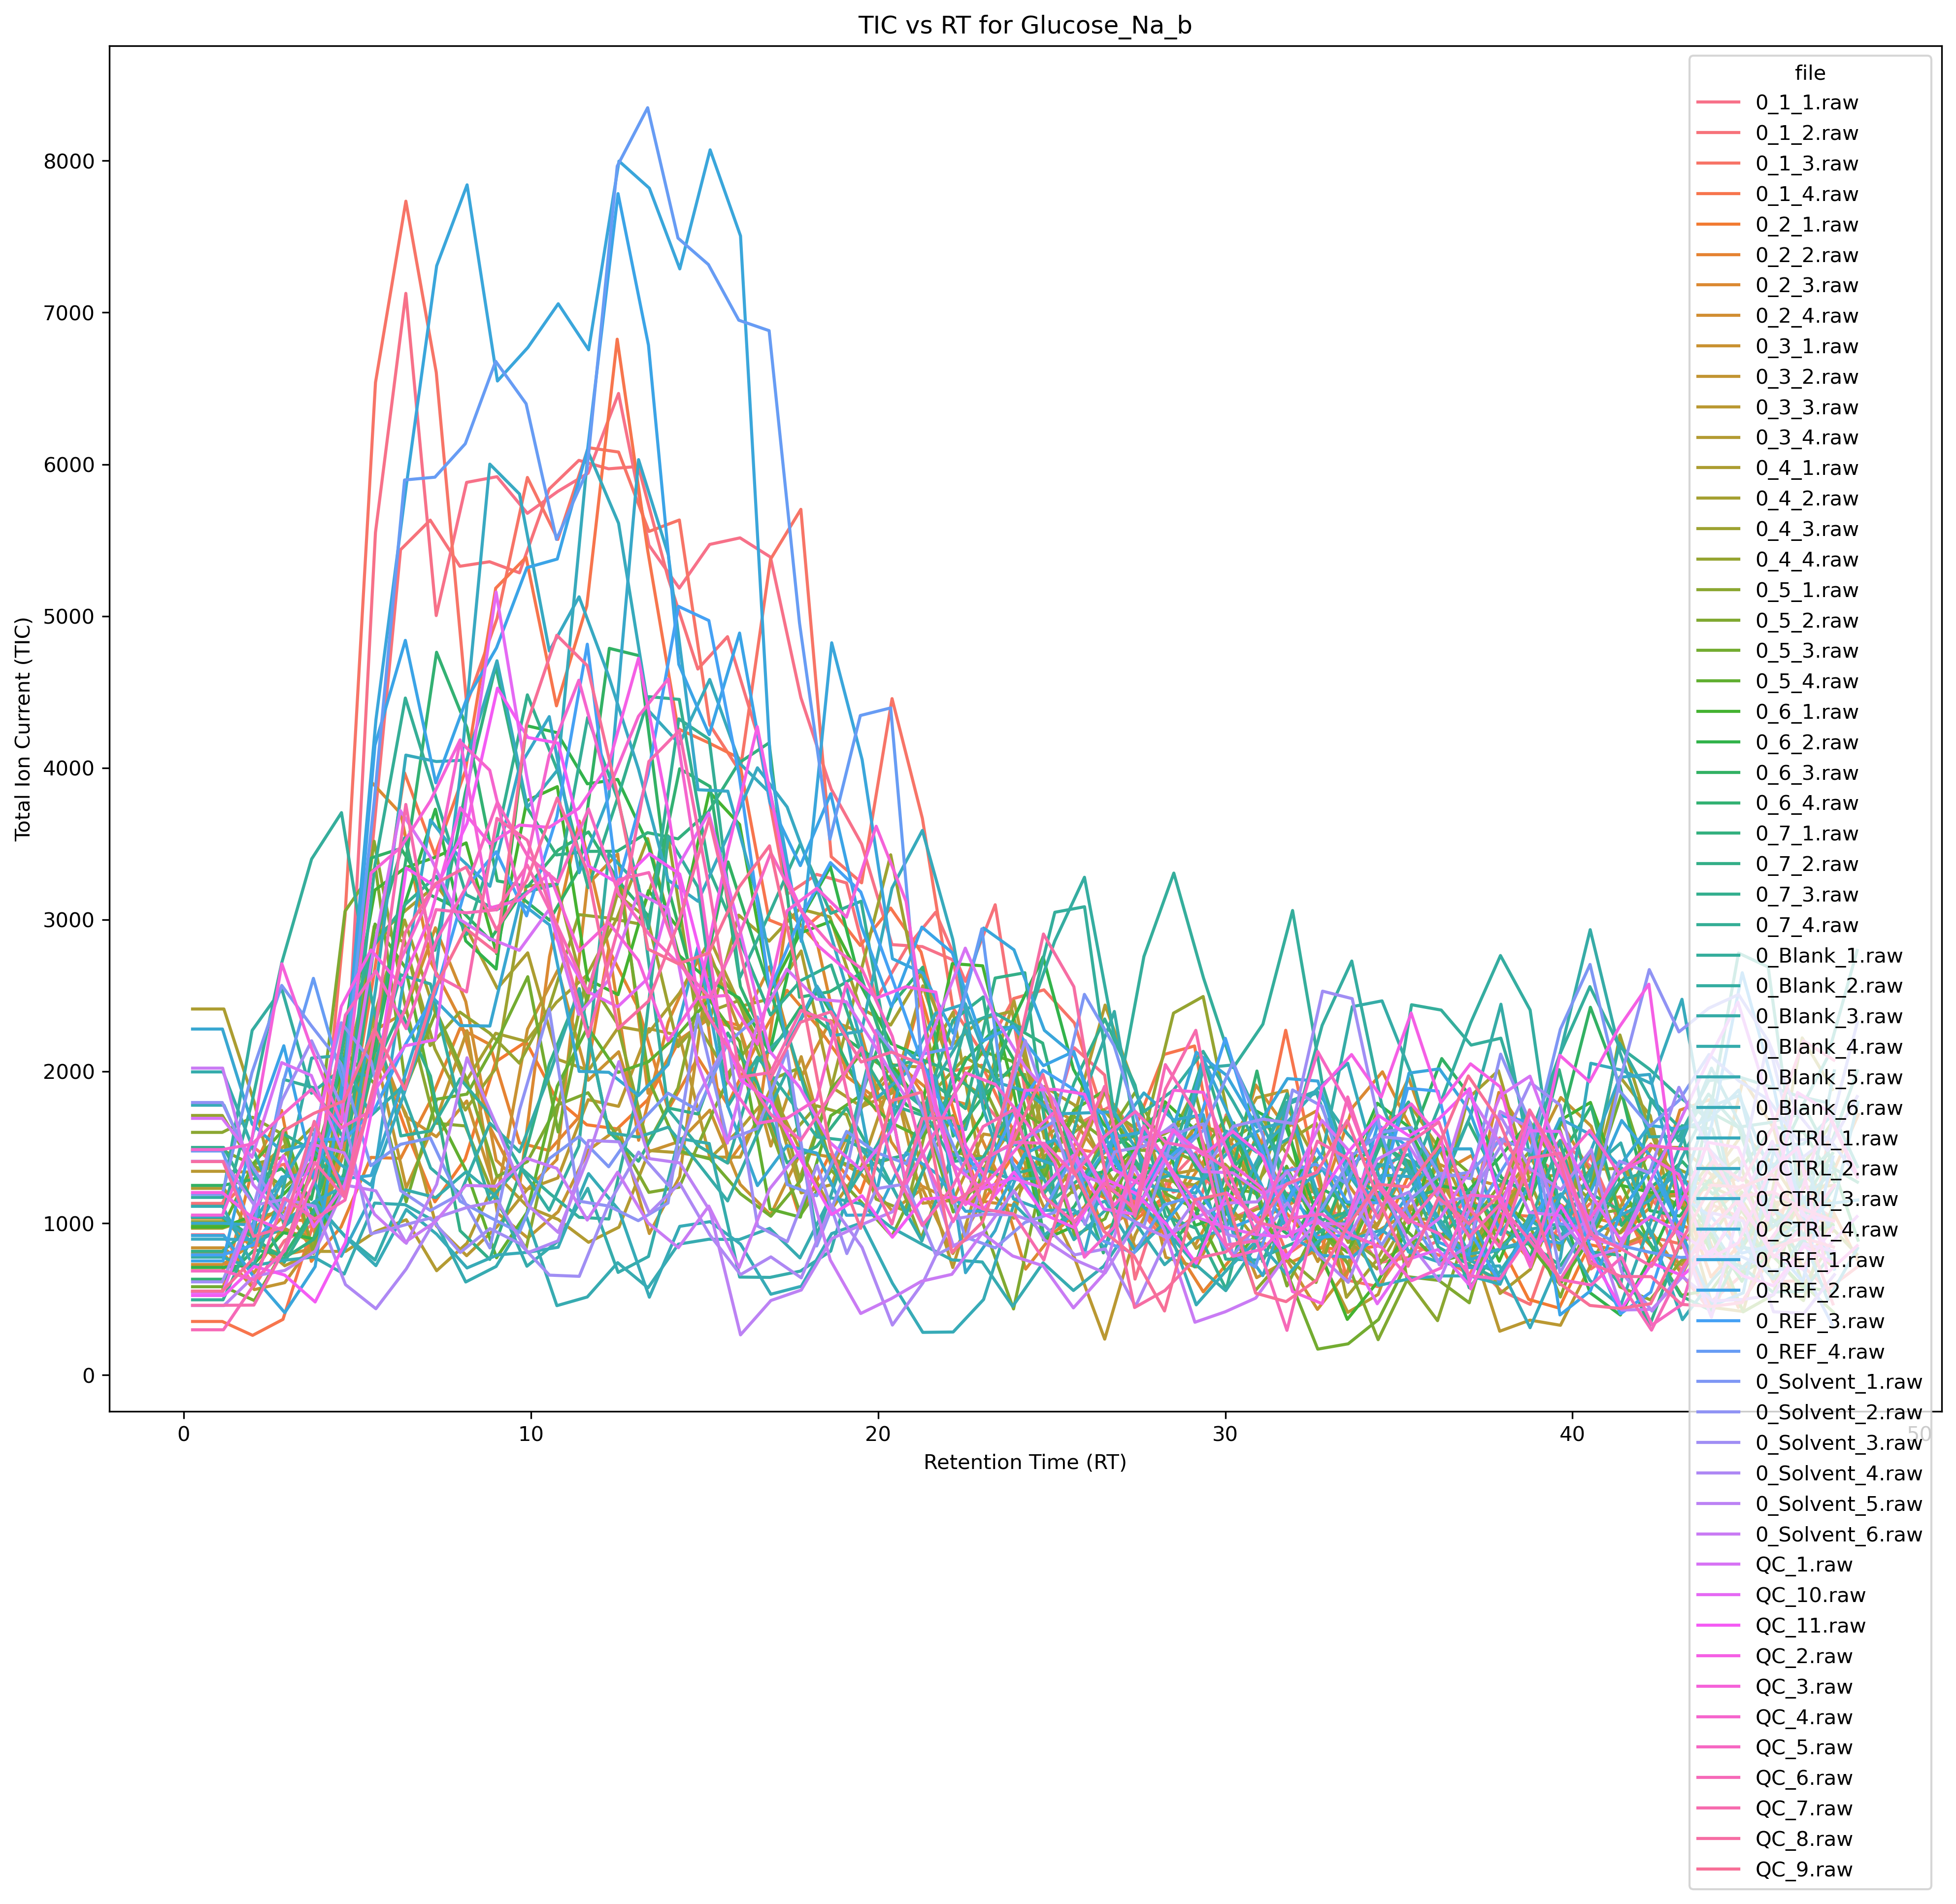 TIC vs RT for Glucose_Na_b
Total Ion Current (TIC)
8000
7000
6000
5000
4000
3000
2000
1000
0
0 10 20 30 40 50
Retention Time (RT)
file
0_1_1.raw
0_1_2.raw
0_1_3.raw
0_1_4.raw
0_2_1.raw
0_2_2.raw
0_2_3.raw
0_2_4.raw
0_3_1.raw
0_3_2.raw
0_3_3.raw
0_3_4.raw
0_4_1.raw
0_4_2.raw
0_4_3.raw
0_4_4.raw
0_5_1.raw
0_5_2.raw
0_5_3.raw
0_5_4.raw
0_6_1.raw
0_6_2.raw
0_6_3.raw
0_6_4.raw
0_7_1.raw
0_7_2.raw
0_7_3.raw
0_7_4.raw
0_Blank_1.raw
0_Blank_2.raw
0_Blank_3.raw
0_Blank_4.raw
0_Blank_5.raw
0_Blank_6.raw
0_CTRL_1.raw
0_CTRL_2.raw
0_CTRL_3.raw
0_CTRL_4.raw
0_REF_1.raw
0_REF_2.raw
0_REF_3.raw
0_REF_4.raw
0_Solvent_1.raw
0_Solvent_2.raw
0_Solvent_3.raw
0_Solvent_4.raw
0_Solvent_5.raw
0_Solvent_6.raw
QC_1.raw
QC_10.raw
QC_11.raw
QC_2.raw
QC_3.raw
QC_4.raw
QC_5.raw
QC_6.raw
QC_7.raw
QC_8.raw
QC_9.raw